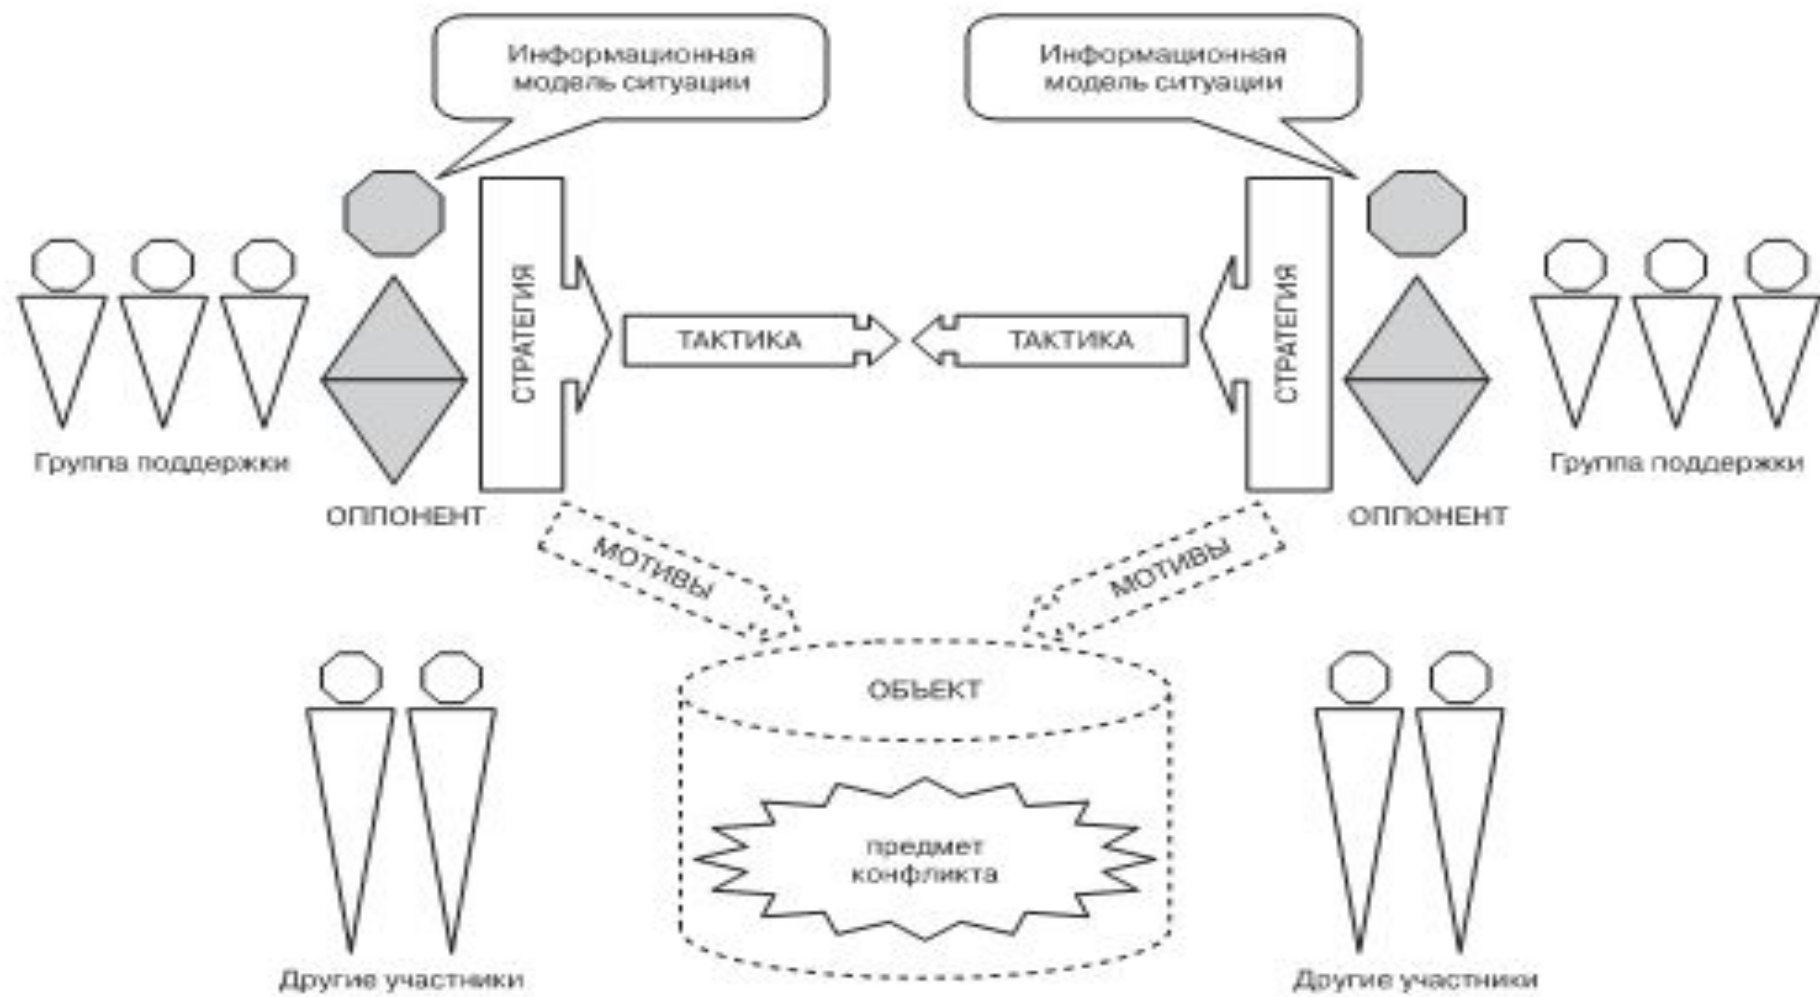 Информационная
модель ситуации
Информационная
модель ситуации
СТРАТЕГИЯ
ТАКТИКА
ТАКТИКА
СТРАТЕГИЯ
Группа поддержки
ОППОНЕНТ
Группа поддержки
ОППОНЕНТ
МОТИВЫ
МОТИВЫ
ОБЪЕКТ
предмет
конфликта
Другие участники
Другие участники